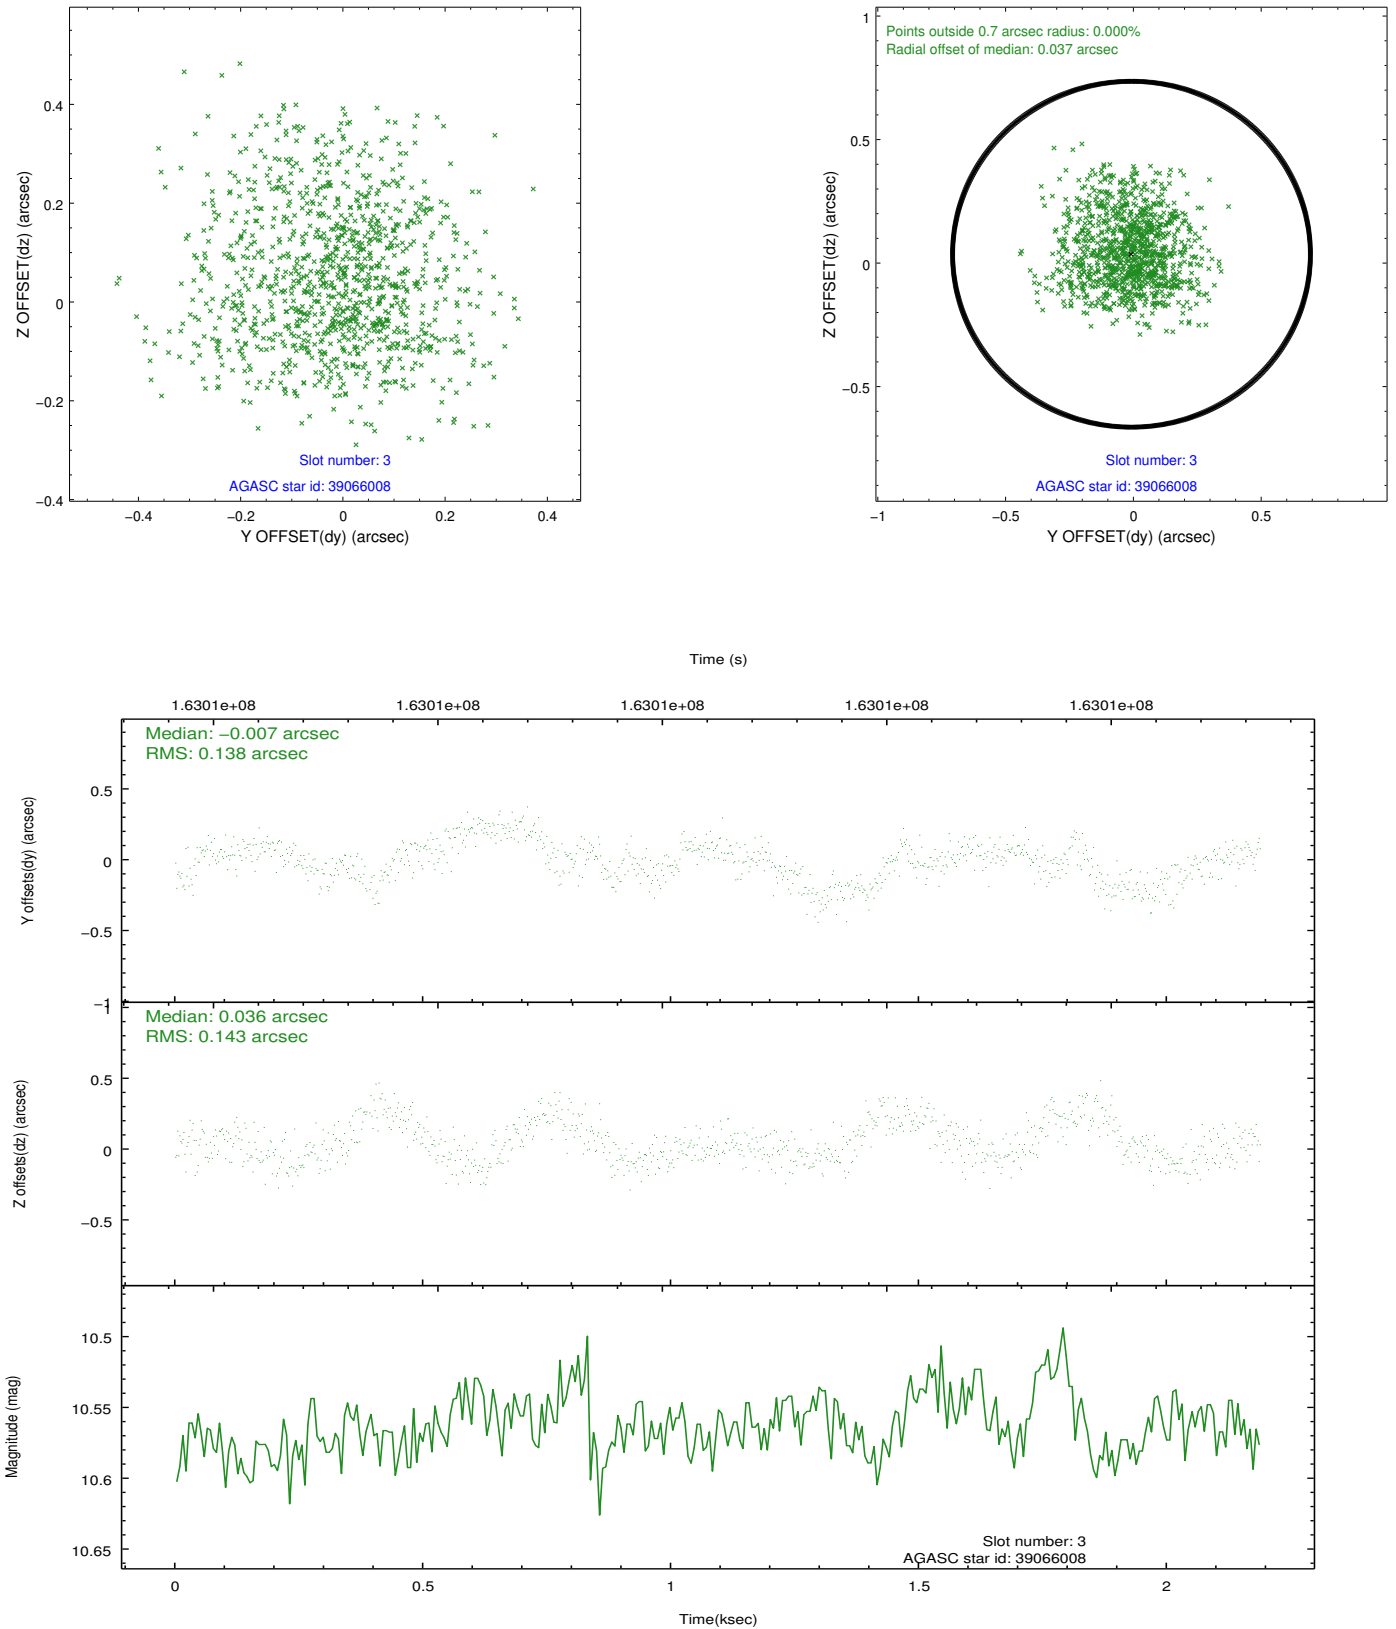 0.4
0.2
0
−0.2
−0.4
Z OFFSET(dz) (arcsec)
Slot number: 3
AGASC star id: 39066008
−0.4 −0.2 0 0.2 0.4
Y OFFSET(dy) (arcsec)
1
0.5
0
−0.5
Z OFFSET(dz) (arcsec)
Points outside 0.7 arcsec radius: 0.000%
Radial offset of median: 0.037 arcsec
Slot number: 3
AGASC star id: 39066008
−1 −0.5 0 0.5
Y OFFSET(dy) (arcsec)
Time (s)
1.6301e+08 1.6301e+08 1.6301e+08 1.6301e+08 1.6301e+08
Median: −0.007 arcsec
RMS: 0.138 arcsec
0.5
0
−0.5
−1
Y offsets(dy) (arcsec)
1
Median: 0.036 arcsec
RMS: 0.143 arcsec
0.5
0
−0.5
Z offsets(dz) (arcsec)
10.5
10.55
10.6
10.65
Magnitude (mag)
Slot number: 3
AGASC star id: 39066008
0 0.5 1 1.5 2
Time(ksec)